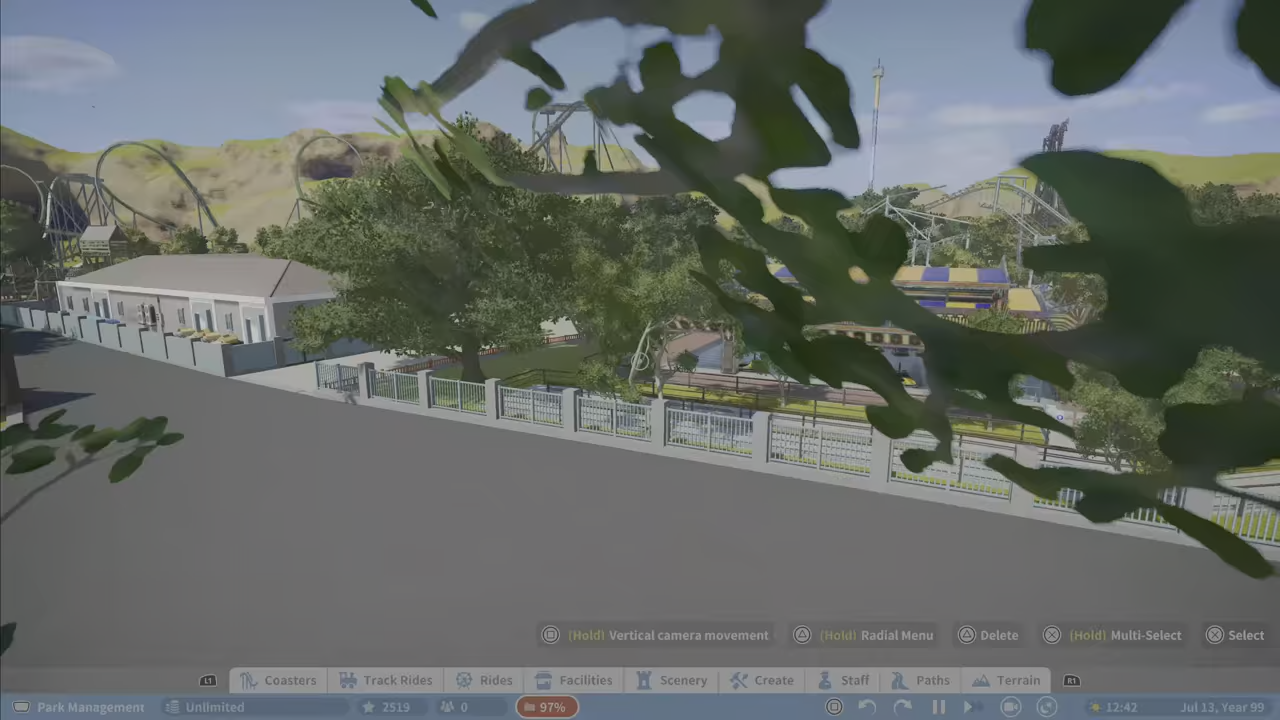 (Hold) Vertical camera movement (Hold) Radial Menu Delete (Hold) Multi-Select Select
L1 Coasters Track Rides Rides Facilities Scenery Create Staff Paths Terrain R1
Park Management Unlimited 2519 0 97% 12:42 Jul 13, Year 99